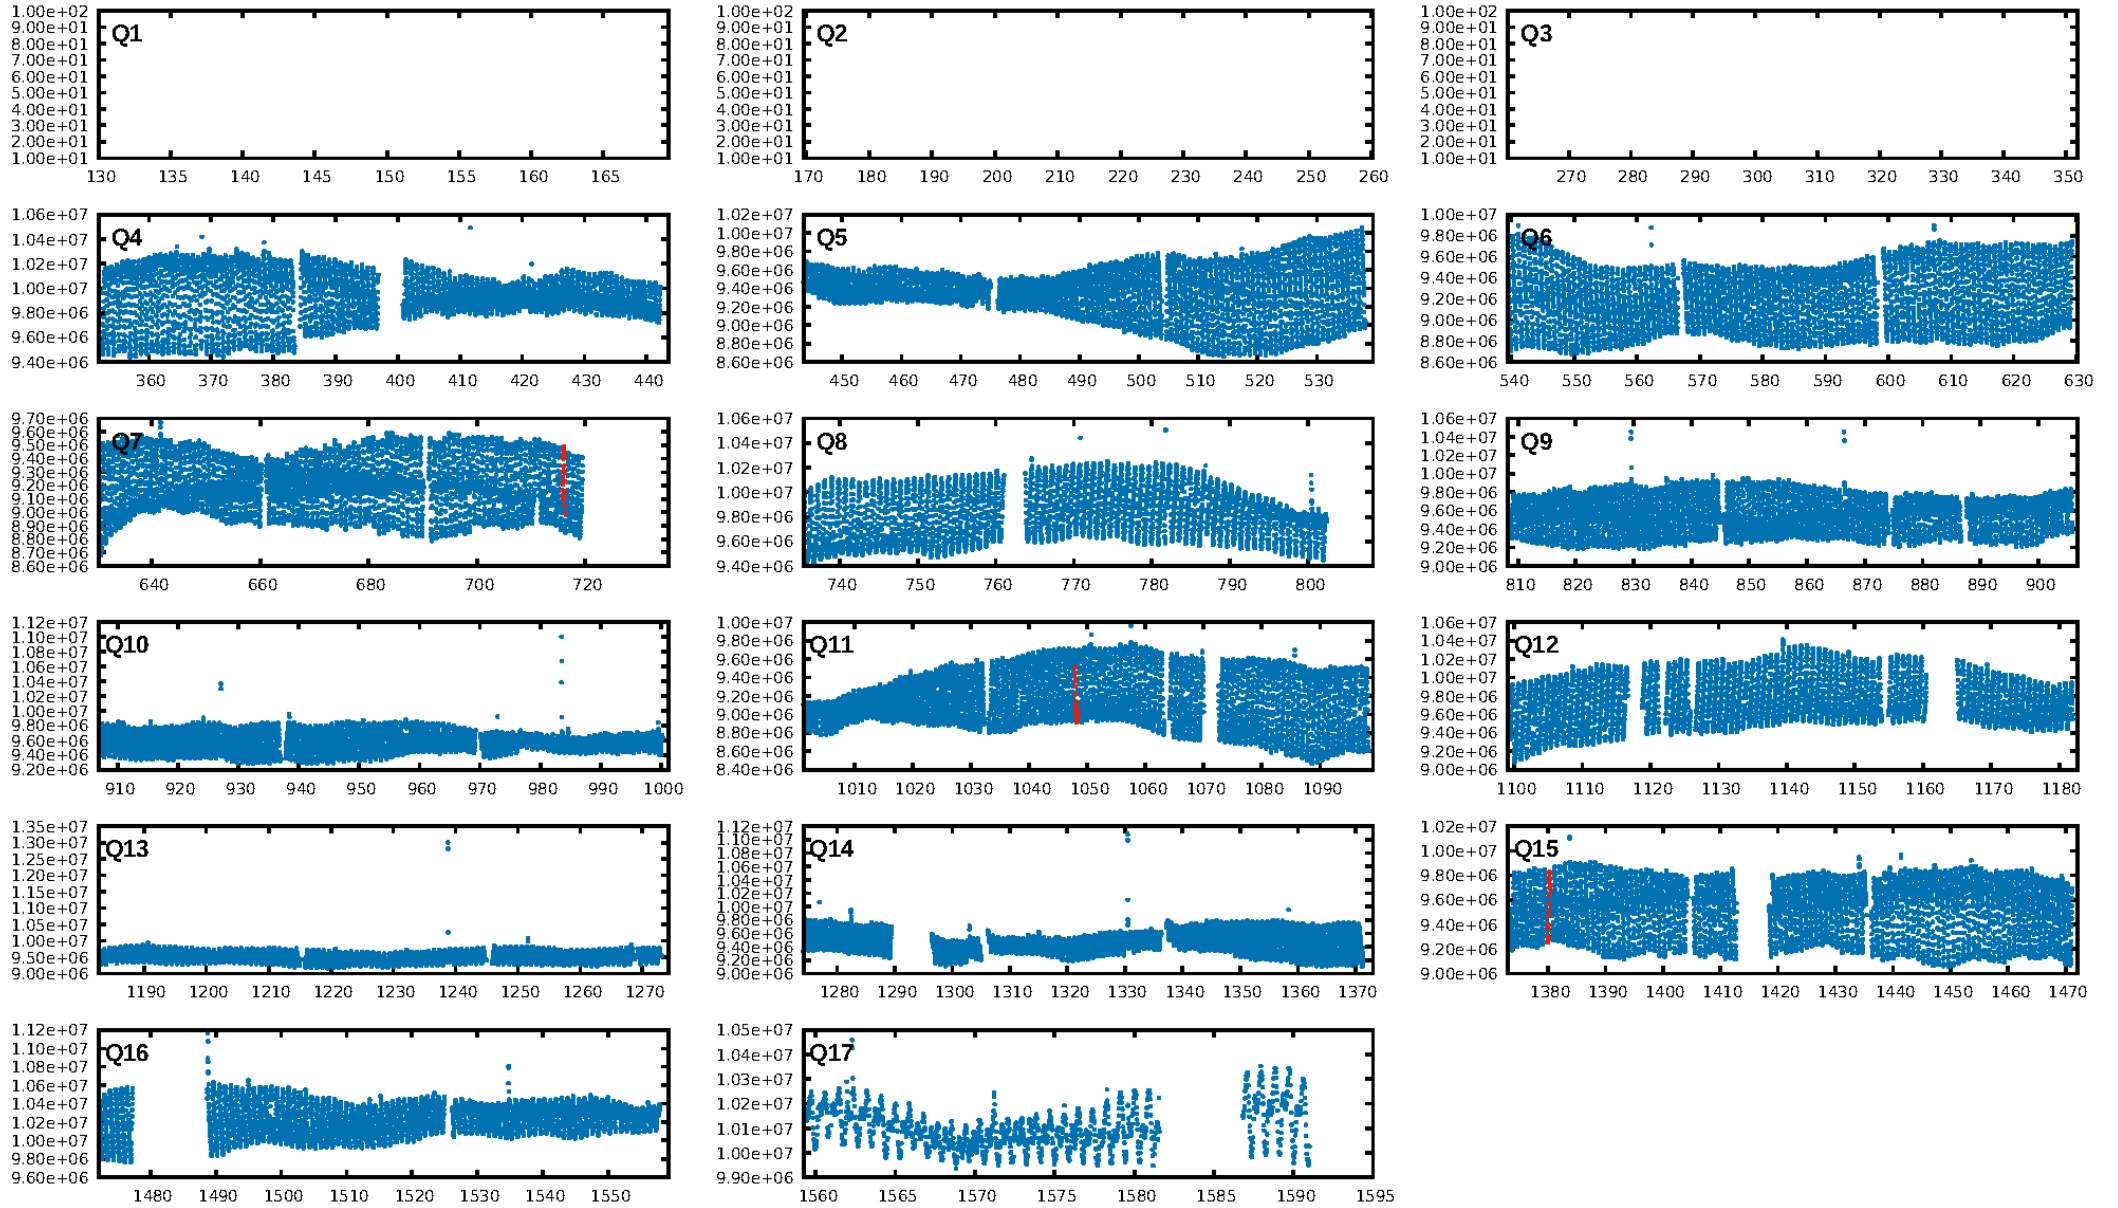 1.00e+02
9.00e+01
8.00e+01
7.00e+01
6.00e+01
5.00e+01
4.00e+01
3.00e+01
2.00e+01
1.00e+01
Q1
130 135 140 145 150 155 160 165
1.00e+02
9.00e+01
8.00e+01
7.00e+01
6.00e+01
5.00e+01
4.00e+01
3.00e+01
2.00e+01
1.00e+01
Q2
170 180 190 200 210 220 230 240 250 260
1.00e+02
9.00e+01
8.00e+01
7.00e+01
6.00e+01
5.00e+01
4.00e+01
3.00e+01
2.00e+01
1.00e+01
Q3
270 280 290 300 310 320 330 340 350
1.06e+07
1.04e+07
1.02e+07
1.00e+07
9.80e+06
9.60e+06
9.40e+06
Q4
360 370 380 390 400 410 420 430 440
1.02e+07
1.00e+07
9.80e+06
9.60e+06
9.40e+06
9.20e+06
9.00e+06
8.80e+06
8.60e+06
Q5
450 460 470 480 490 500 510 520 530
1.00e+07
9.80e+06
9.60e+06
9.40e+06
9.20e+06
9.00e+06
8.80e+06
8.60e+06
Q6
540 550 560 570 580 590 600 610 620 630
9.70e+06
9.60e+06
9.50e+06
9.40e+06
9.30e+06
9.20e+06
9.10e+06
9.00e+06
8.90e+06
8.80e+06
8.70e+06
8.60e+06
Q7
640 660 680 700 720
1.06e+07
1.04e+07
1.02e+07
1.00e+07
9.80e+06
9.60e+06
9.40e+06
Q8
740 750 760 770 780 790 800
1.06e+07
1.04e+07
1.02e+07
1.00e+07
9.80e+06
9.60e+06
9.40e+06
9.20e+06
9.00e+06
Q9
810 820 830 840 850 860 870 880 890 900
1.12e+07
1.10e+07
1.08e+07
1.06e+07
1.04e+07
1.02e+07
1.00e+07
9.80e+06
9.60e+06
9.40e+06
9.20e+06
Q10
910 920 930 940 950 960 970 980 990 1000
1.00e+07
9.80e+06
9.60e+06
9.40e+06
9.20e+06
9.00e+06
8.80e+06
8.60e+06
8.40e+06
Q11
1010 1020 1030 1040 1050 1060 1070 1080 1090
1.06e+07
1.04e+07
1.02e+07
1.00e+07
9.80e+06
9.60e+06
9.40e+06
9.20e+06
9.00e+06
Q12
1100 1110 1120 1130 1140 1150 1160 1170 1180
1.35e+07
1.30e+07
1.25e+07
1.20e+07
1.15e+07
1.10e+07
1.05e+07
1.00e+07
9.50e+06
9.00e+06
Q13
1190 1200 1210 1220 1230 1240 1250 1260 1270
1.12e+07
1.10e+07
1.08e+07
1.06e+07
1.04e+07
1.02e+07
1.00e+07
9.80e+06
9.60e+06
9.40e+06
9.20e+06
9.00e+06
Q14
1280 1290 1300 1310 1320 1330 1340 1350 1360 1370
1.02e+07
1.00e+07
9.80e+06
9.60e+06
9.40e+06
9.20e+06
9.00e+06
Q15
1380 1390 1400 1410 1420 1430 1440 1450 1460 1470
1.12e+07
1.10e+07
1.08e+07
1.06e+07
1.04e+07
1.02e+07
1.00e+07
9.80e+06
9.60e+06
Q16
1480 1490 1500 1510 1520 1530 1540 1550
1.05e+07
1.04e+07
1.03e+07
1.02e+07
1.01e+07
1.00e+07
9.90e+06
Q17
1560 1565 1570 1575 1580 1585 1590 1595